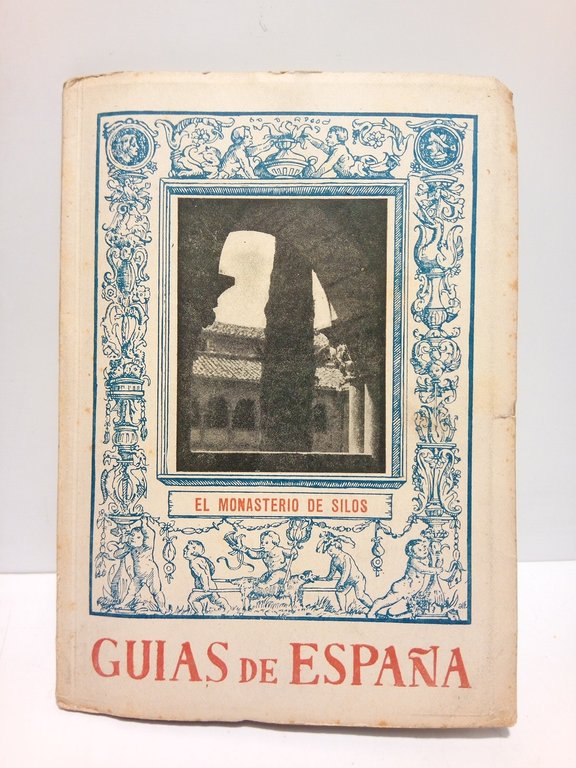 EL MONASTERIO DE SILOS
GUIAS DE ESPAÑA